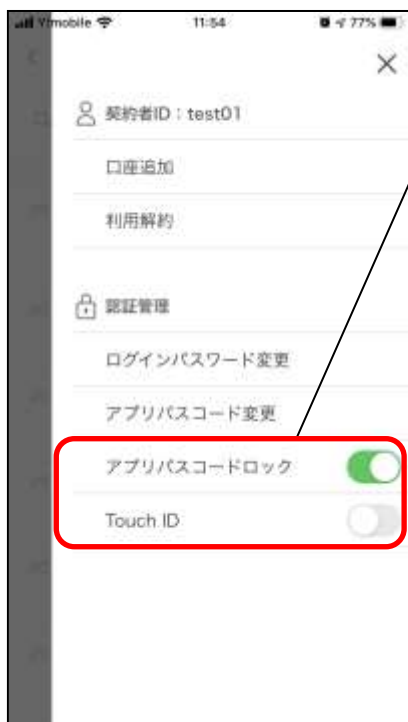 Y!mobile 11:54 77%
契約者ID：test01
口座追加
利用解約
認証管理
ログインパスワード変更
アプリパスコード変更
アプリパスコードロック
Touch ID